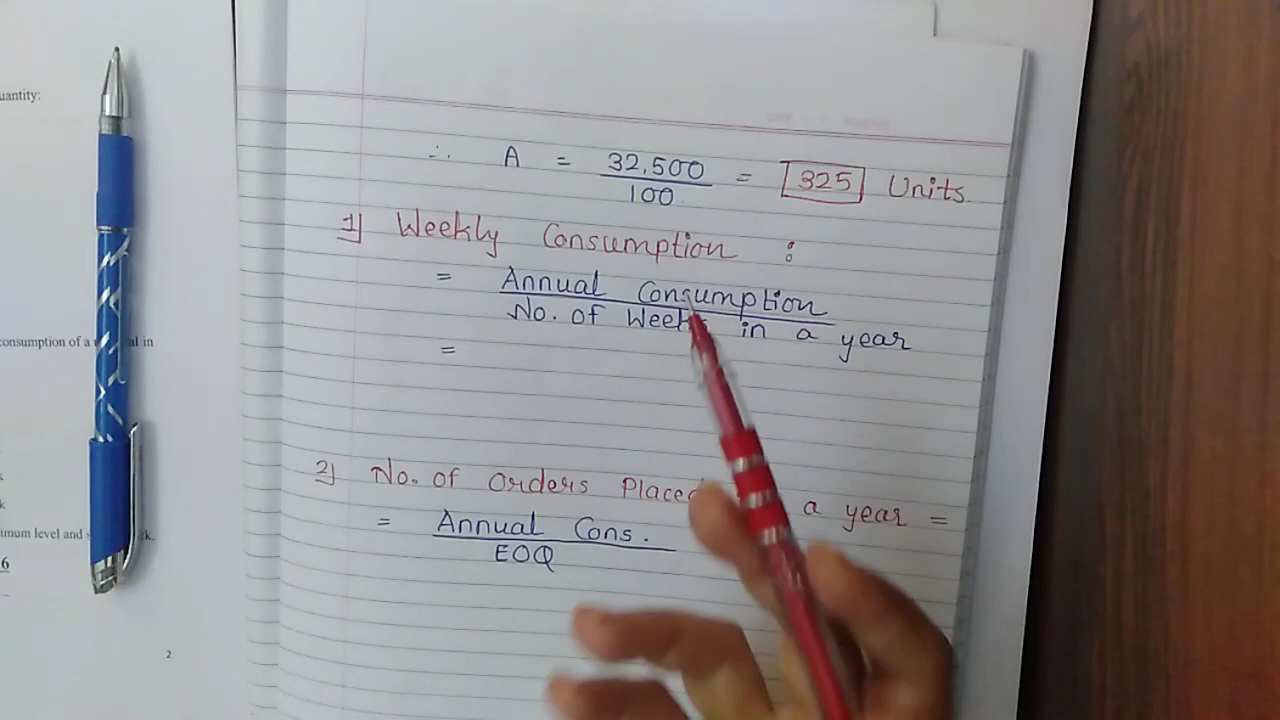 uantity:
∴ A = 32,500 / 100 = 325 Units.
1) Weekly Consumption :
= Annual Consumption
No. of Weeks in a year
=
consumption of a in
2) No. of Orders Placed a year =
= Annual Cons.
EOQ
imum level and
6
2